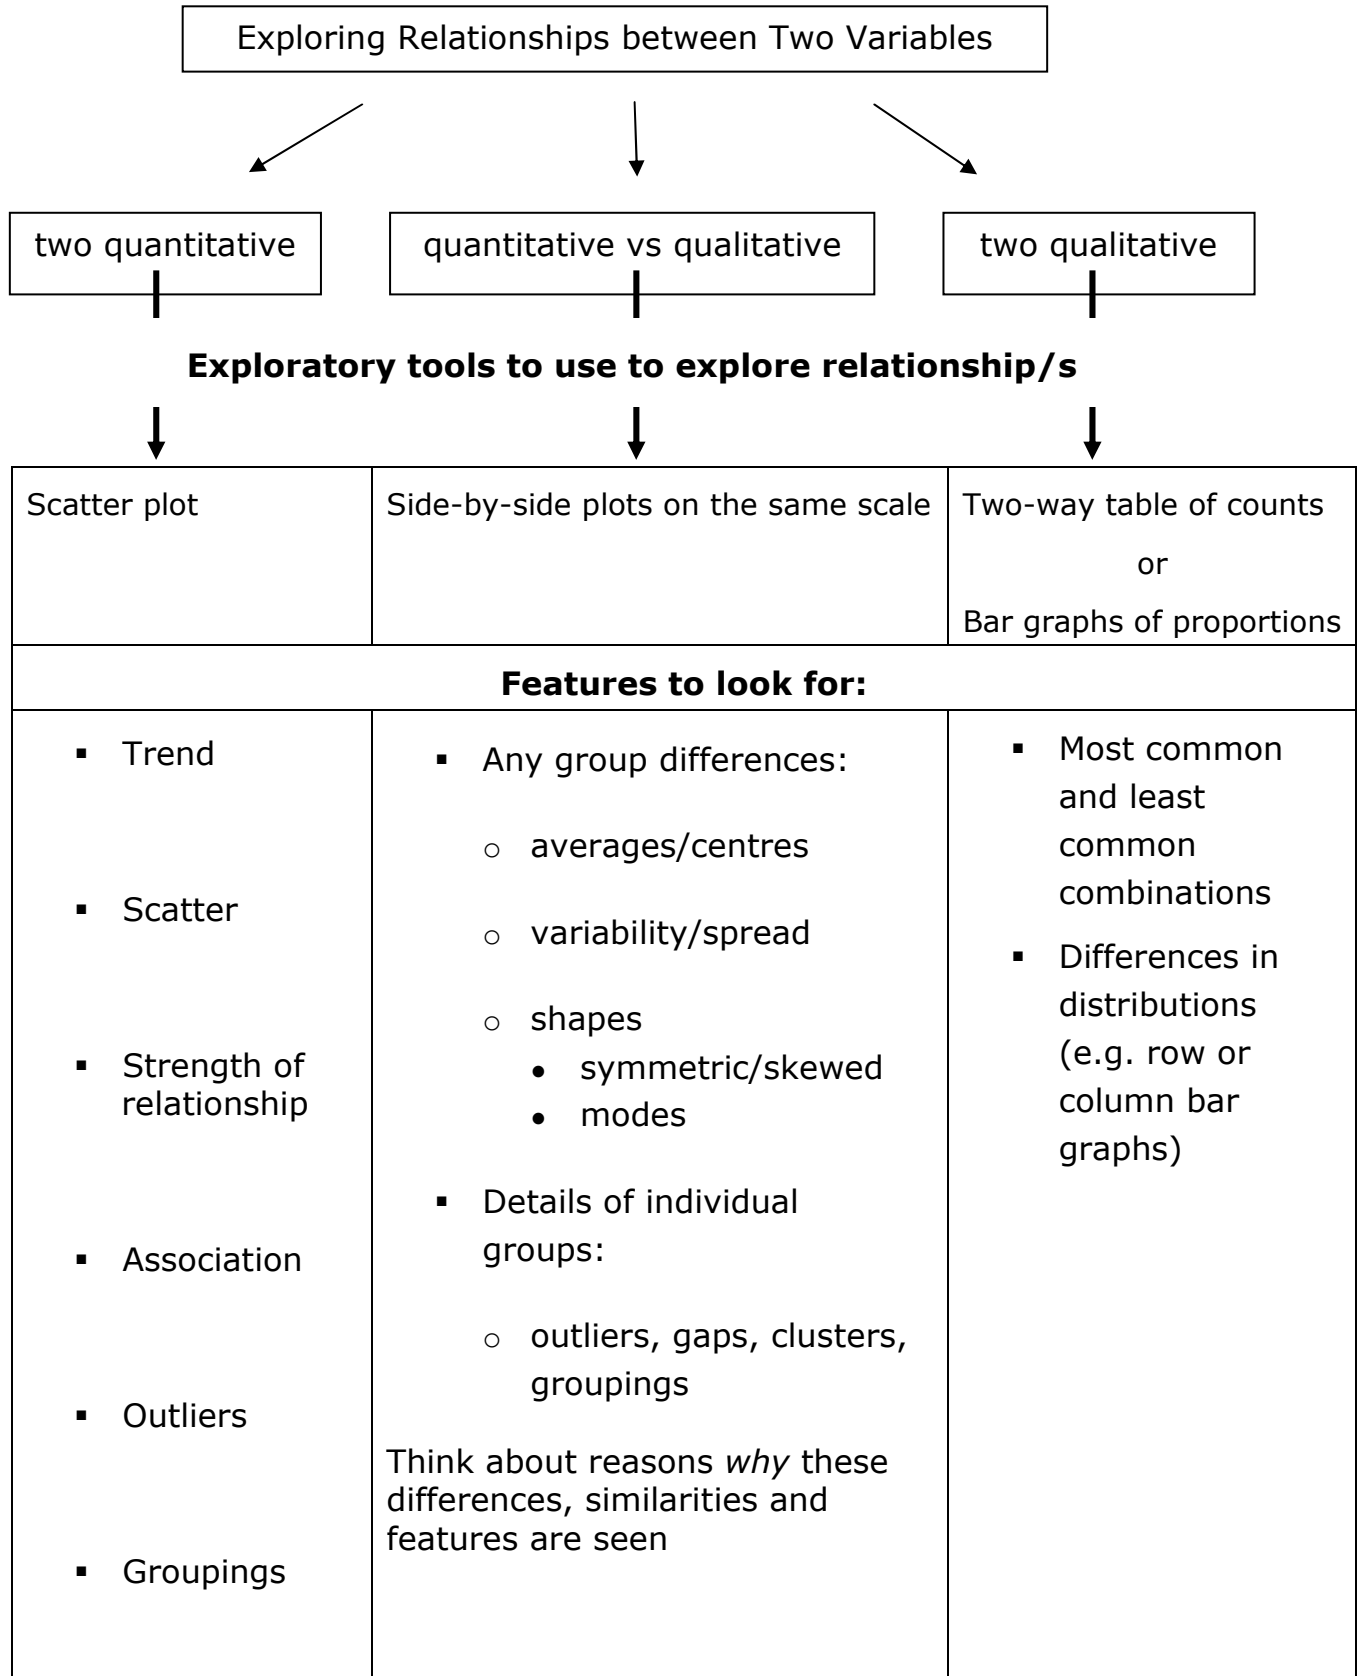 Exploring Relationships between Two Variables
two quantitative
quantitative vs qualitative
two qualitative
Exploratory tools to use to explore relationship/s
Scatter plot
Side-by-side plots on the same scale
Two-way table of counts
or
Bar graphs of proportions
Features to look for:
▪ Trend
▪ Scatter
▪ Strength of
relationship
▪ Association
▪ Outliers
▪ Groupings
▪ Any group differences:
o averages/centres
o variability/spread
o shapes
• symmetric/skewed
• modes
▪ Details of individual
groups:
o outliers, gaps, clusters,
groupings
Think about reasons why these
differences, similarities and
features are seen
▪ Most common
and least
common
combinations
▪ Differences in
distributions
(e.g. row or
column bar
graphs)